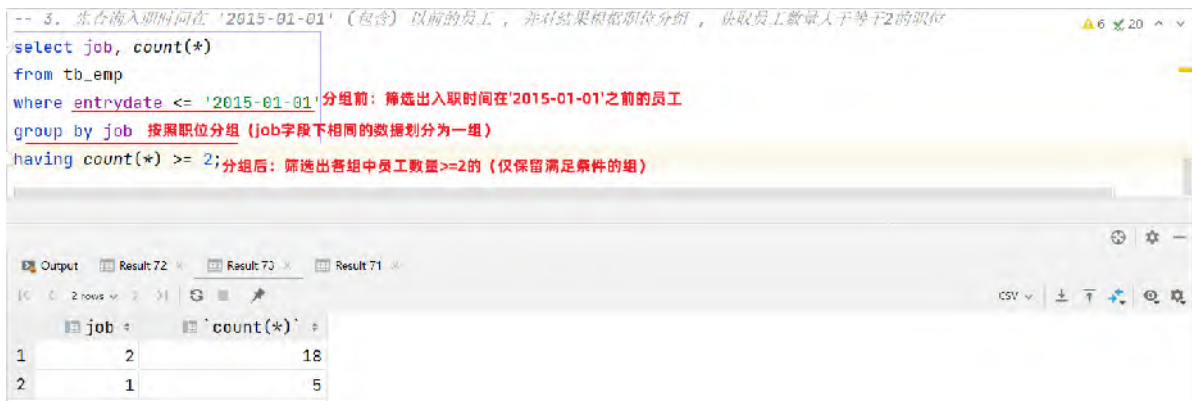 -- 3. 先查询入职时间在 '2015-01-01' (包含) 以前的员工 , 并对结果根据职位分组 , 获取员工数量大于等于2的职位
6 20
select job, count(*)
from tb_emp
where entrydate <= '2015-01-01' 分组前：筛选出入职时间在'2015-01-01'之前的员工
group by job 按照职位分组（job字段下相同的数据划分为一组）
having count(*) >= 2; 分组后：筛选出各组中员工数量>=2的（仅保留满足条件的组）
Output Result 72 Result 73 Result 71
2 rows CSV
job `count(*)`
1 2 18
2 1 5